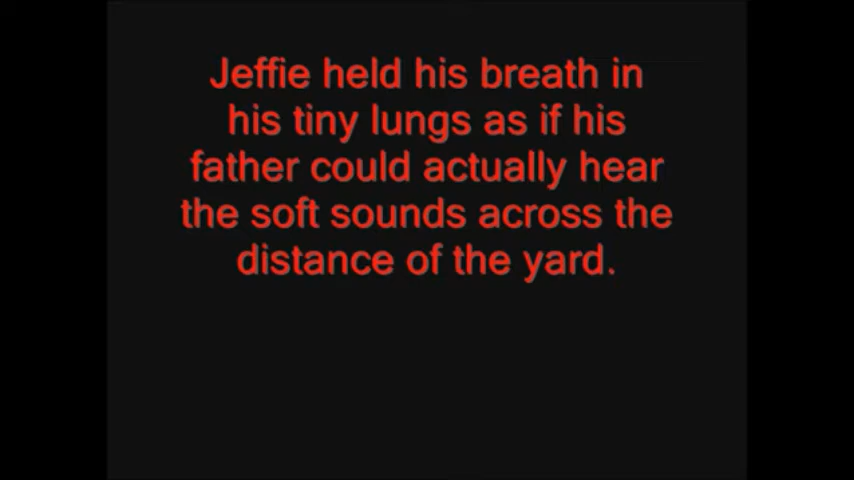 Jeffie held his breath in
his tiny lungs as if his
father could actually hear
the soft sounds across the
distance of the yard.